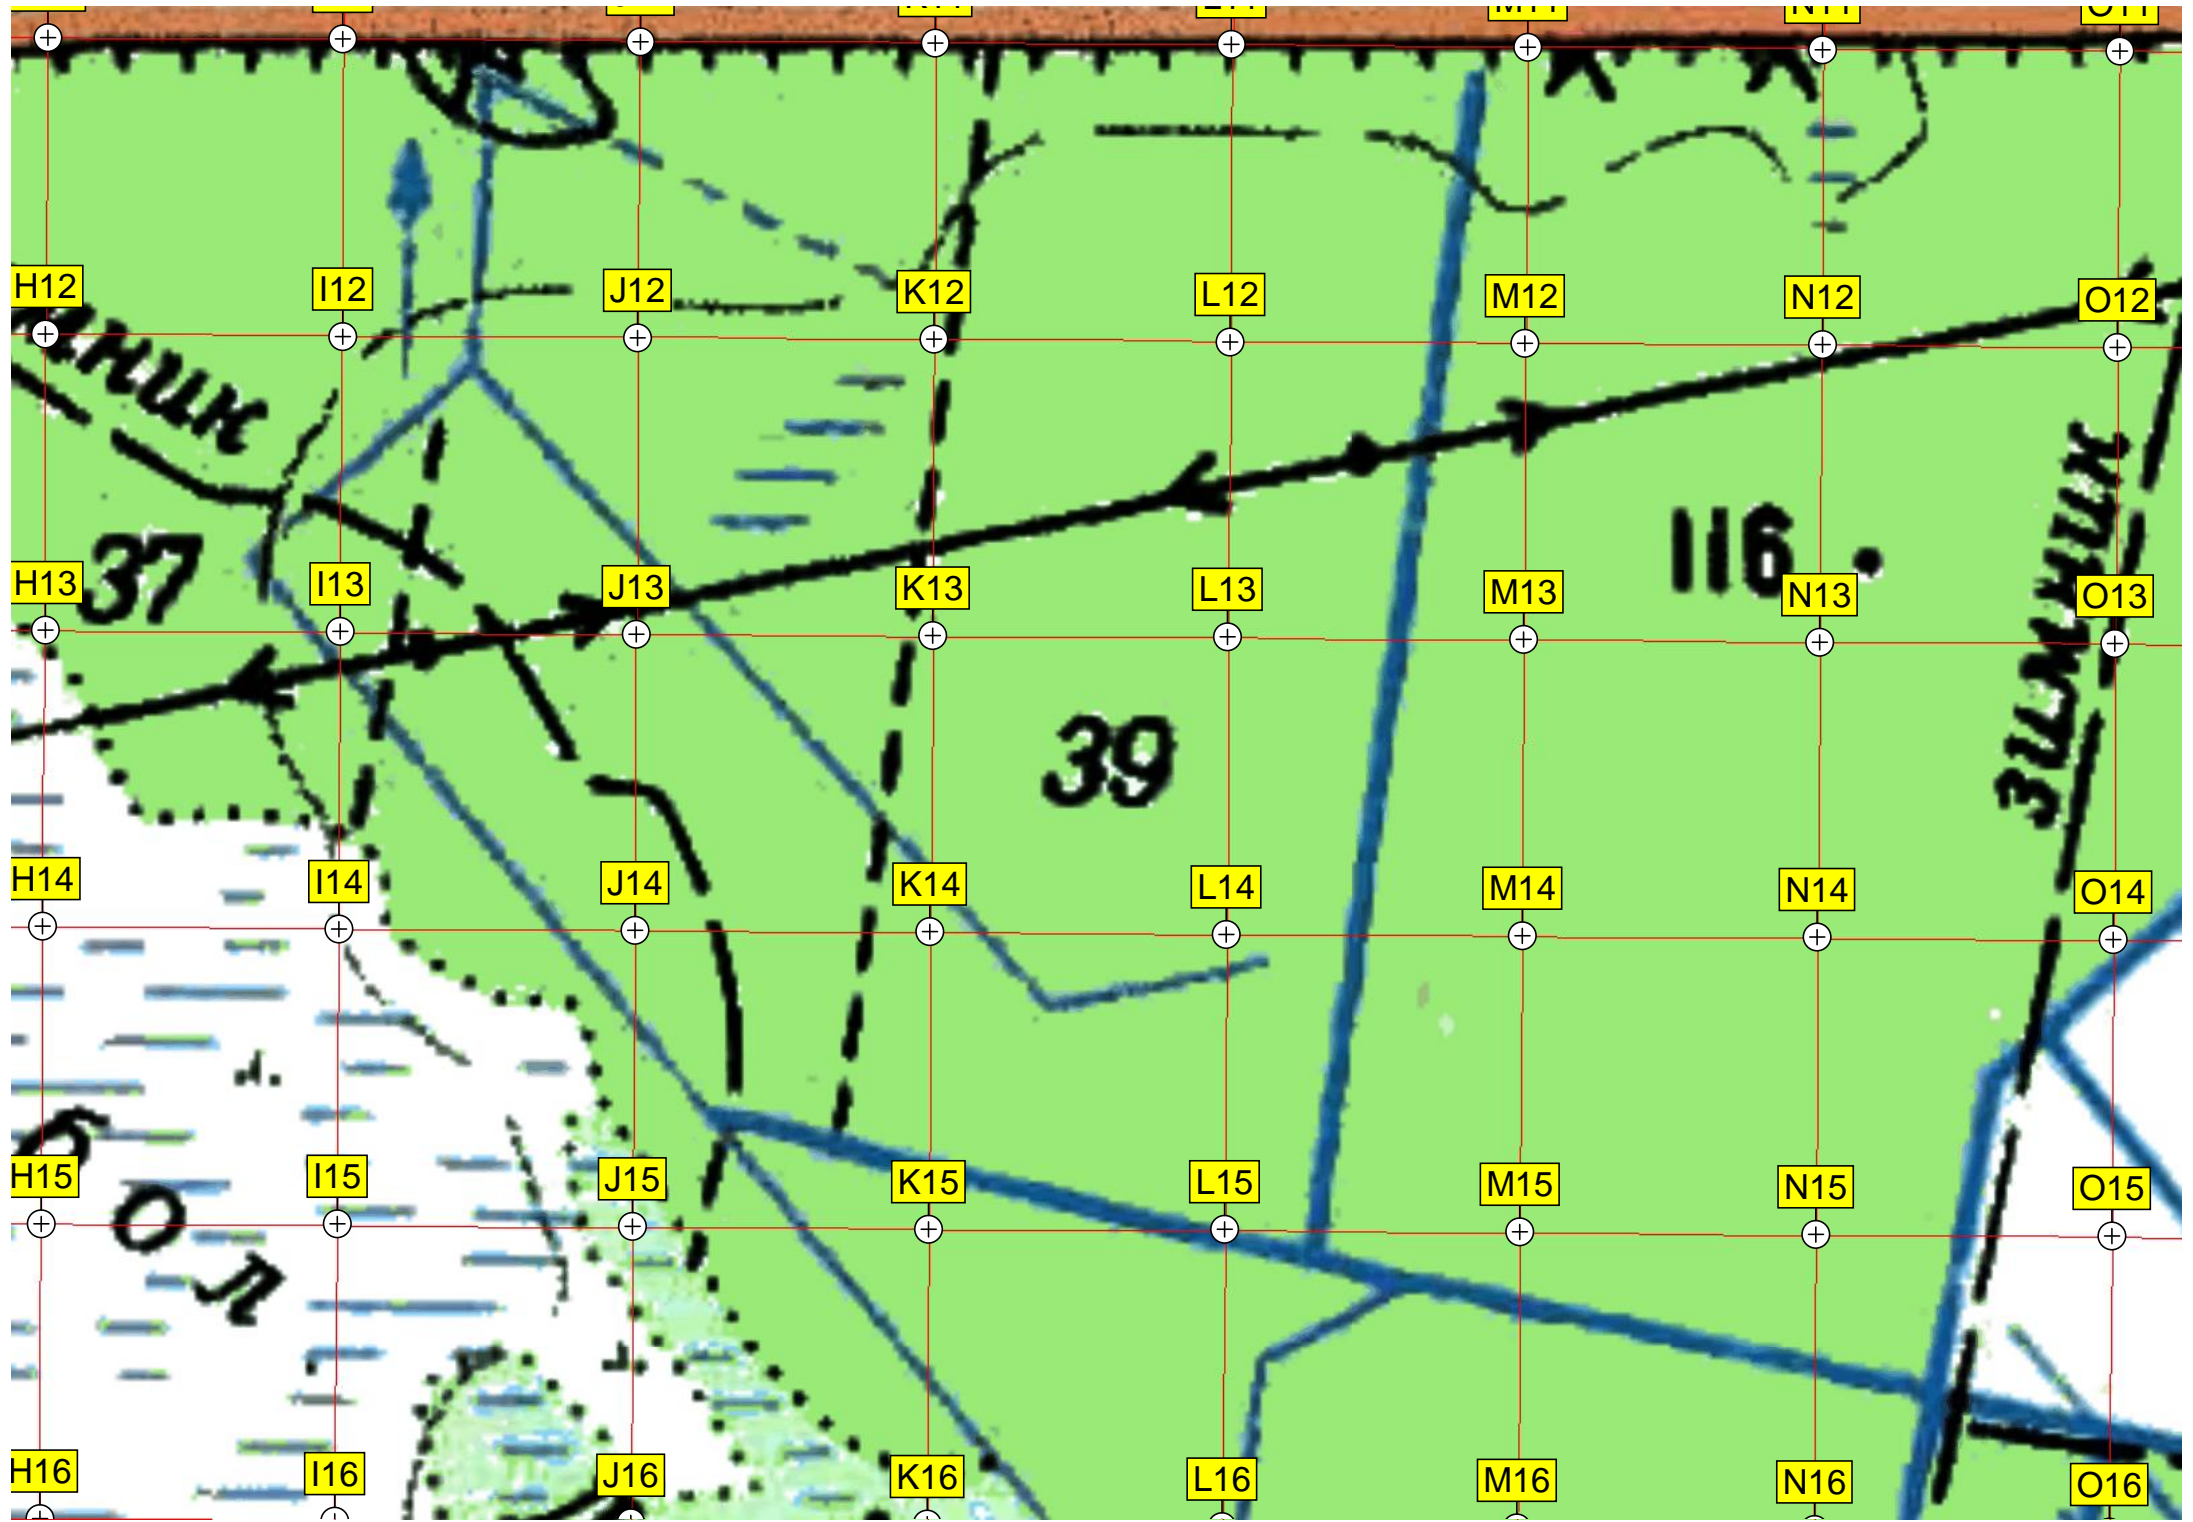 H12 I12 J12 K12 L12 M12 N12 O12
жник
37
116
зимник
H13 I13 J13 K13 L13 M13 N13 O13
39
H14 I14 J14 K14 L14 M14 N14 O14
б
H15 I15 J15 K15 L15 M15 N15 O15
о
л
H16 I16 J16 K16 L16 M16 N16 O16